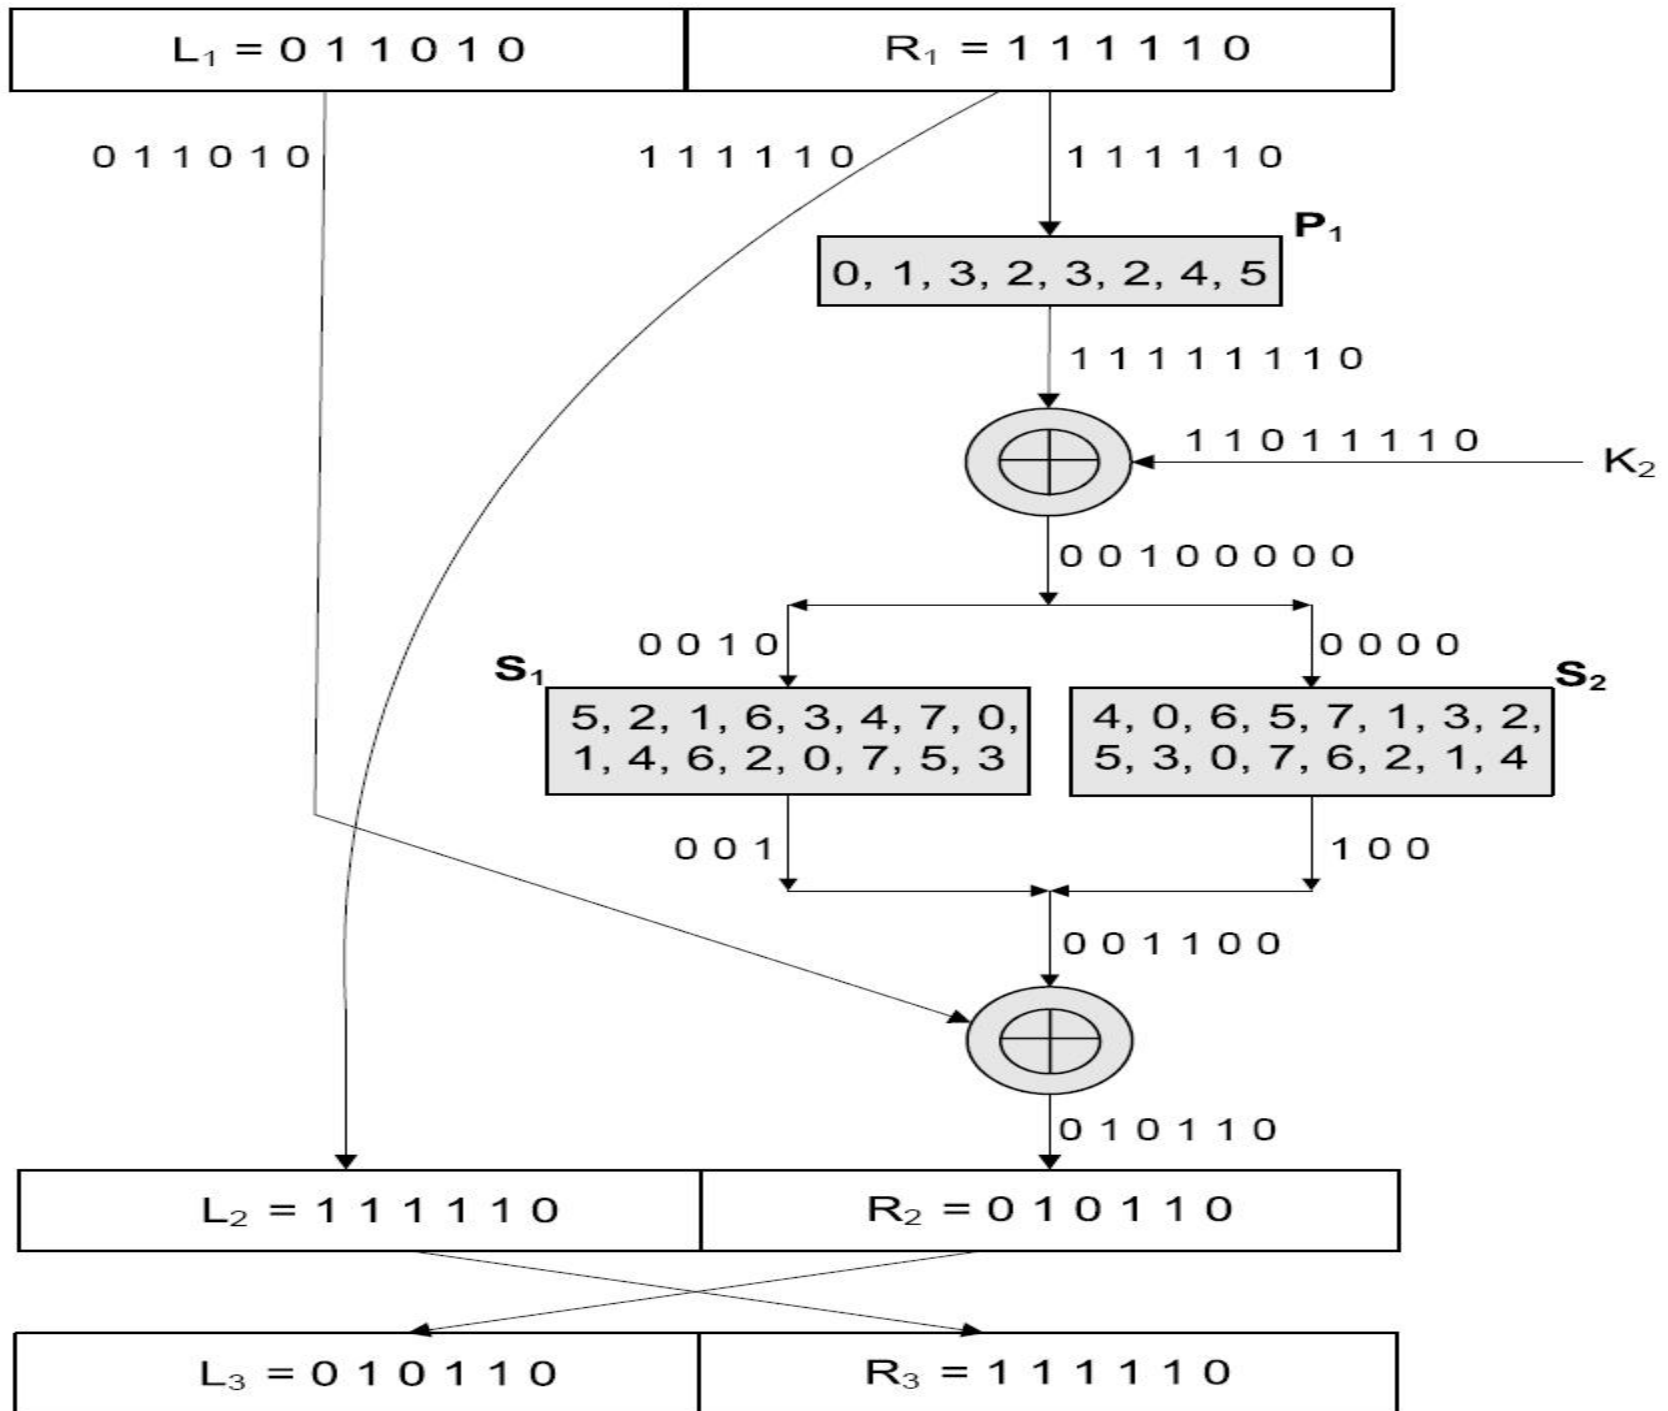 L₁ = 0 1 1 0 1 0
R₁ = 1 1 1 1 1 0
0 1 1 0 1 0
1 1 1 1 1 0
1 1 1 1 1 0
P₁
0, 1, 3, 2, 3, 2, 4, 5
1 1 1 1 1 1 1 0
1 1 0 1 1 1 1 0
K₂
0 0 1 0 0 0 0 0
0 0 1 0
0 0 0 0
S₁
S₂
5, 2, 1, 6, 3, 4, 7, 0,
1, 4, 6, 2, 0, 7, 5, 3
4, 0, 6, 5, 7, 1, 3, 2,
5, 3, 0, 7, 6, 2, 1, 4
0 0 1
1 0 0
0 0 1 1 0 0
0 1 0 1 1 0
L₂ = 1 1 1 1 1 0
R₂ = 0 1 0 1 1 0
L₃ = 0 1 0 1 1 0
R₃ = 1 1 1 1 1 0